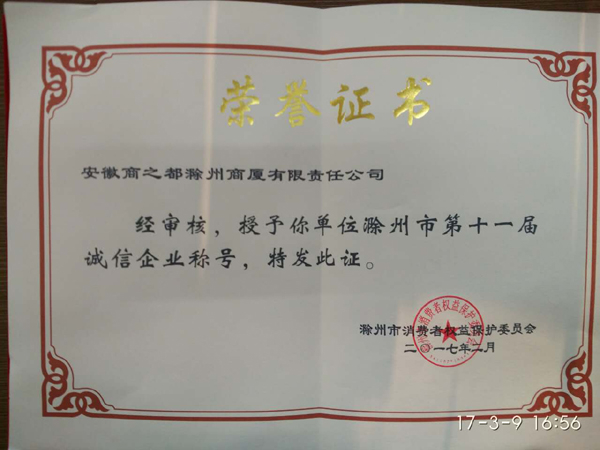 荣誉证书
安徽商之都滁州商厦有限责任公司
经审核，授予你单位滁州市第十一届
诚信企业称号，特发此证。
滁州市消费者权益保护委员会
二〇一七年二月
17-3-9 16:56